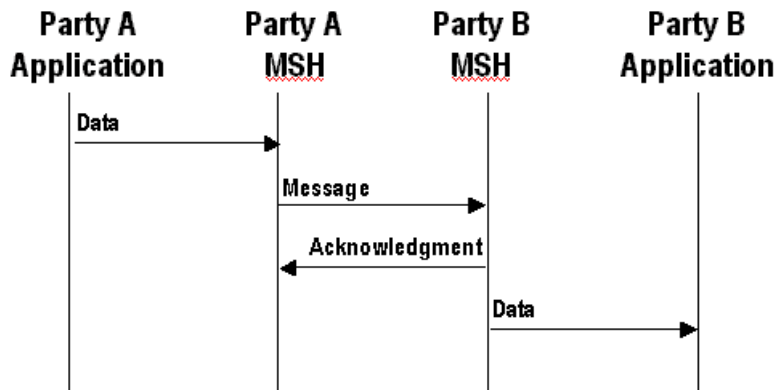 Party A
Application
Party A
MSH
Party B
MSH
Party B
Application
Data
Message
Acknowledgment
Data